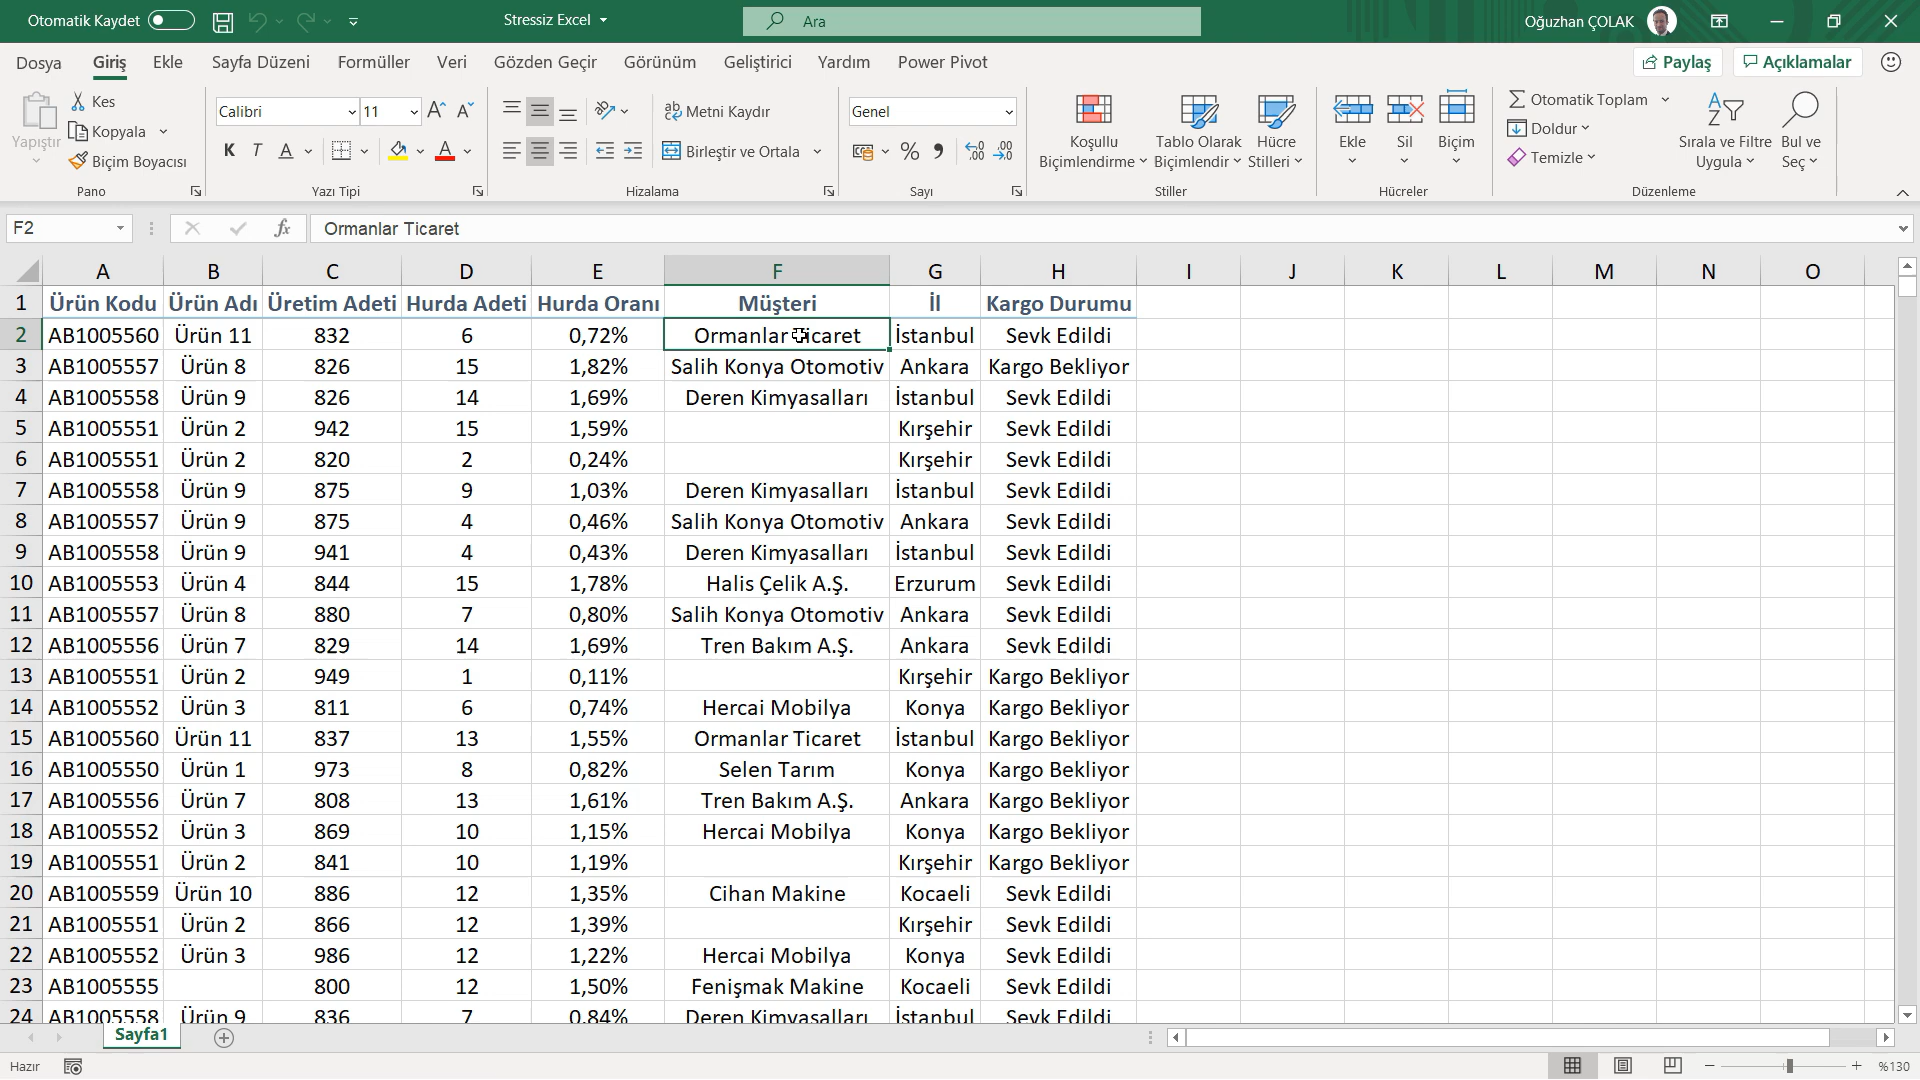 Otomatik Kaydet
Stressiz Excel
Ara
Oğuzhan ÇOLAK
Dosya Giriş Ekle Sayfa Düzeni Formüller Veri Gözden Geçir Görünüm Geliştirici Yardım Power Pivot
Paylaş Açıklamalar
Yapıştır
Kes
Kopyala
Biçim Boyacısı
Pano
Calibri 11
K T A
Yazı Tipi
Metni Kaydır
Birleştir ve Ortala
Hizalama
Genel
Sayı
Koşullu Biçimlendirme
Tablo Olarak Biçimlendir
Hücre Stilleri
Stiller
Ekle
Sil
Biçim
Hücreler
Otomatik Toplam
Doldur
Temizle
Sırala ve Filtre Uygula
Bul ve Seç
Düzenleme
F2 fx Ormanlar Ticaret
A B C D E F G H I J K L M N O
1 Ürün Kodu Ürün Adı Üretim Adeti Hurda Adeti Hurda Oranı Müşteri İl Kargo Durumu
2 AB1005560 Ürün 11 832 6 0,72% Ormanlar Ticaret İstanbul Sevk Edildi
3 AB1005557 Ürün 8 826 15 1,82% Salih Konya Otomotiv Ankara Kargo Bekliyor
4 AB1005558 Ürün 9 826 14 1,69% Deren Kimyasalları İstanbul Sevk Edildi
5 AB1005551 Ürün 2 942 15 1,59% Kırşehir Sevk Edildi
6 AB1005551 Ürün 2 820 2 0,24% Kırşehir Sevk Edildi
7 AB1005558 Ürün 9 875 9 1,03% Deren Kimyasalları İstanbul Sevk Edildi
8 AB1005557 Ürün 9 875 4 0,46% Salih Konya Otomotiv Ankara Sevk Edildi
9 AB1005558 Ürün 9 941 4 0,43% Deren Kimyasalları İstanbul Sevk Edildi
10 AB1005553 Ürün 4 844 15 1,78% Halis Çelik A.Ş. Erzurum Sevk Edildi
11 AB1005557 Ürün 8 880 7 0,80% Salih Konya Otomotiv Ankara Sevk Edildi
12 AB1005556 Ürün 7 829 14 1,69% Tren Bakım A.Ş. Ankara Sevk Edildi
13 AB1005551 Ürün 2 949 1 0,11% Kırşehir Kargo Bekliyor
14 AB1005552 Ürün 3 811 6 0,74% Hercai Mobilya Konya Kargo Bekliyor
15 AB1005560 Ürün 11 837 13 1,55% Ormanlar Ticaret İstanbul Kargo Bekliyor
16 AB1005550 Ürün 1 973 8 0,82% Selen Tarım Konya Kargo Bekliyor
17 AB1005556 Ürün 7 808 13 1,61% Tren Bakım A.Ş. Ankara Kargo Bekliyor
18 AB1005552 Ürün 3 869 10 1,15% Hercai Mobilya Konya Kargo Bekliyor
19 AB1005551 Ürün 2 841 10 1,19% Kırşehir Kargo Bekliyor
20 AB1005559 Ürün 10 886 12 1,35% Cihan Makine Kocaeli Sevk Edildi
21 AB1005551 Ürün 2 866 12 1,39% Kırşehir Sevk Edildi
22 AB1005552 Ürün 3 986 12 1,22% Hercai Mobilya Konya Sevk Edildi
23 AB1005555 800 12 1,50% Fenişmak Makine Kocaeli Sevk Edildi
24 AB1005558 Ürün 9 836 7 0,84% Deren Kimyasalları İstanbul Sevk Edildi
Sayfa1
Hazır
%130